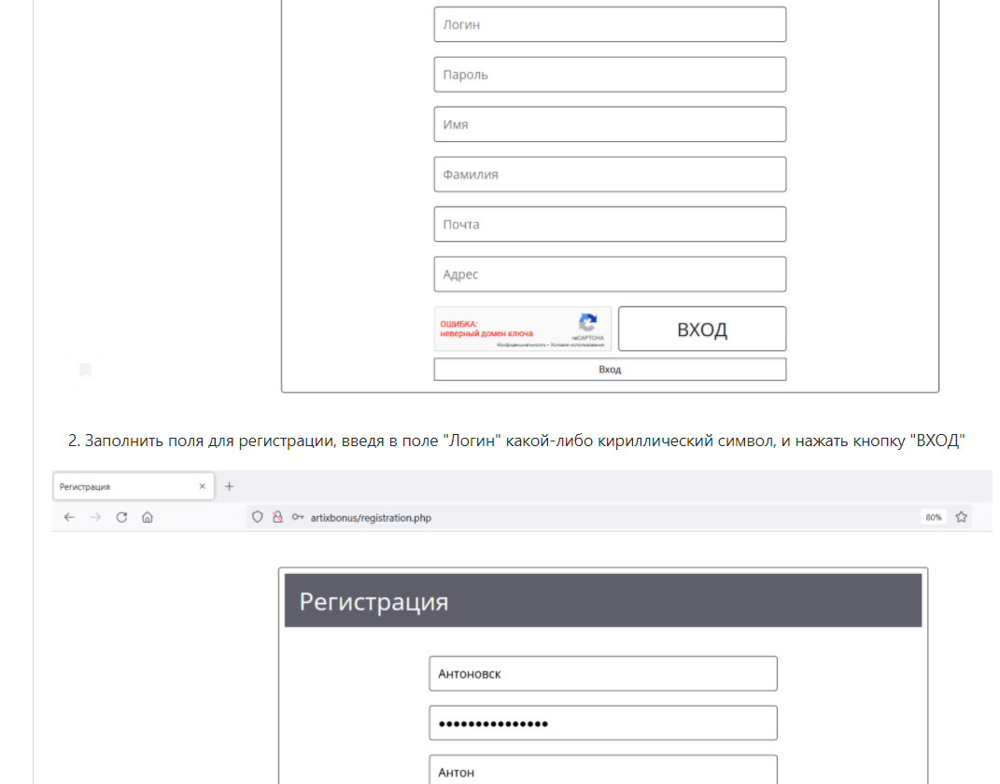 Логин
Пароль
Имя
Фамилия
Почта
Адрес
ОШИБКА:
неверный домен ключа
reCAPTCHA
Конфиденциальность - Условия использования
ВХОД
Вход
2. Заполнить поля для регистрации, введя в поле "Логин" какой-либо кириллический символ, и нажать кнопку "ВХОД"
Регистрация
artixbonus/registration.php
80%
Регистрация
Антоновск
Антон